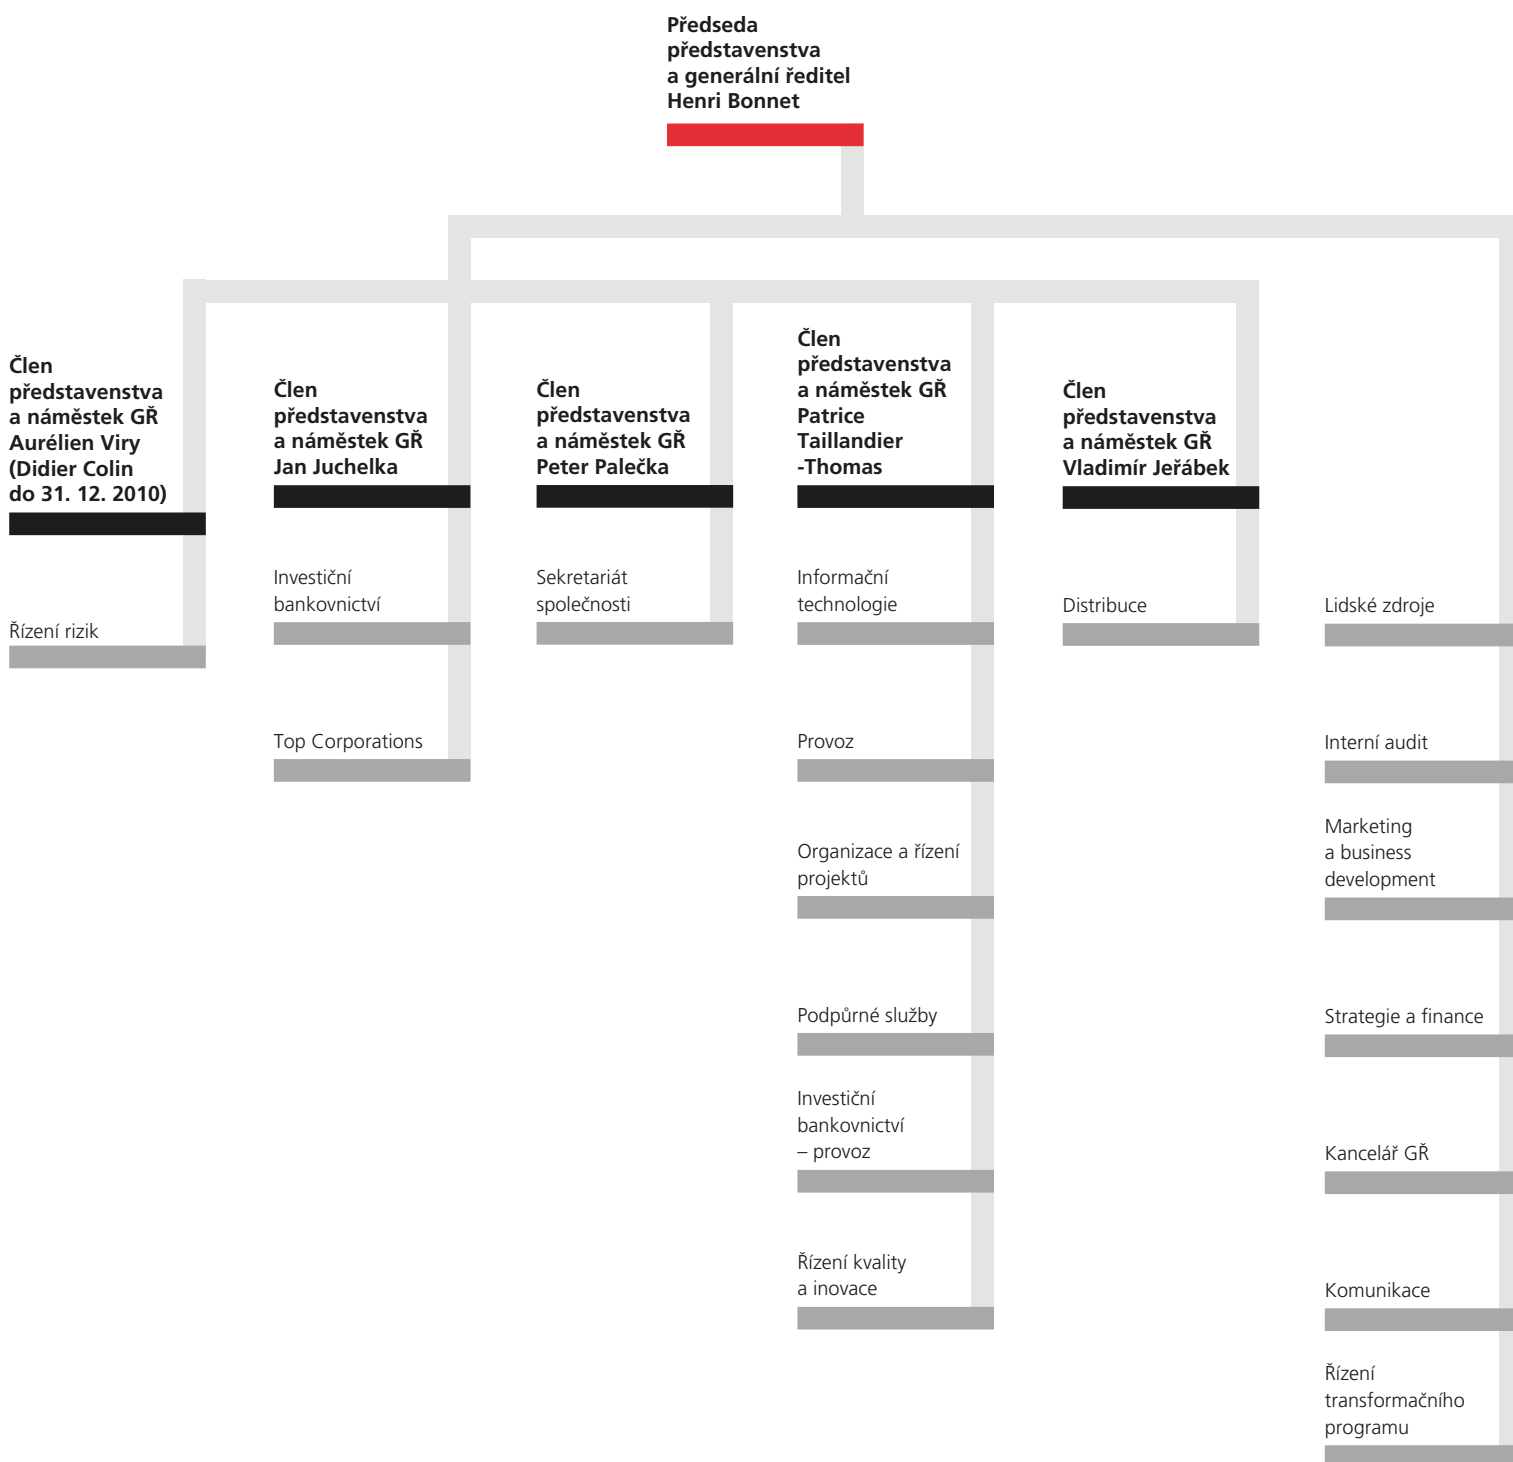 Předseda
představenstva
a generální ředitel
Henri Bonnet
Člen
představenstva
a náměstek GŘ
Aurélien Viry
(Didier Colin
do 31. 12. 2010)
Řízení rizik
Člen
představenstva
a náměstek GŘ
Jan Juchelka
Investiční
bankovnictví
Top Corporations
Člen
představenstva
a náměstek GŘ
Peter Palečka
Sekretariát
společnosti
Člen
představenstva
a náměstek GŘ
Patrice
Taillandier
-Thomas
Informační
technologie
Provoz
Organizace a řízení
projektů
Podpůrné služby
Investiční
bankovnictví
– provoz
Řízení kvality
a inovace
Člen
představenstva
a náměstek GŘ
Vladimír Jeřábek
Distribuce
Lidské zdroje
Interní audit
Marketing
a business
development
Strategie a finance
Kancelář GŘ
Komunikace
Řízení
transformačního
programu